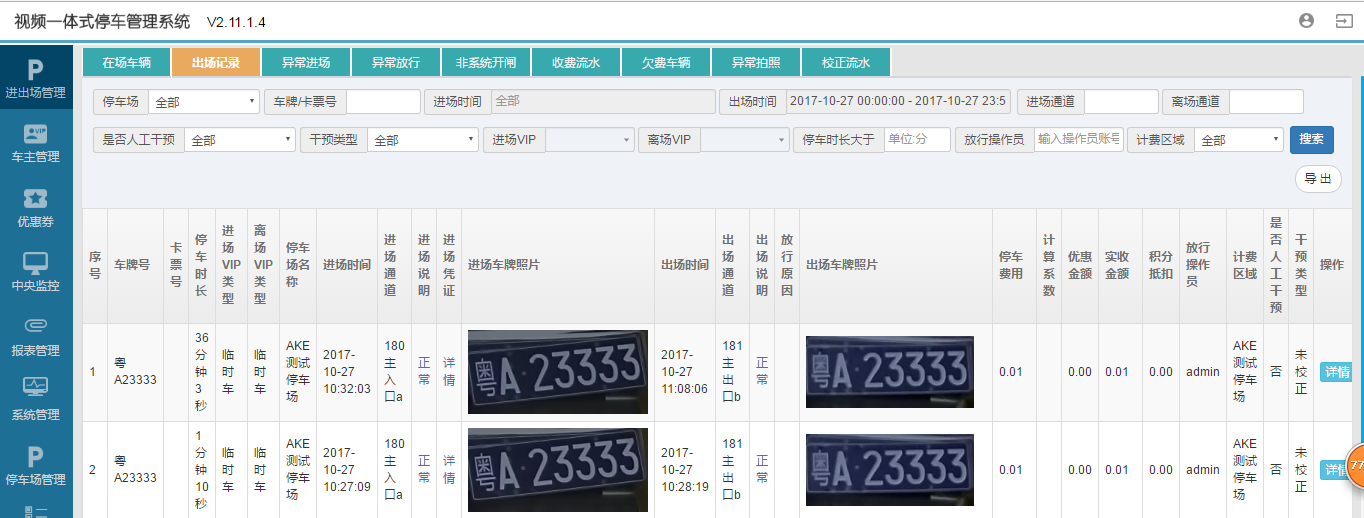 视频一体式停车管理系统 V2.11.1.4
P 进出场管理
在场车辆 出场记录 异常进场 异常放行 非系统开闸 收费流水 欠费车辆 异常拍照 校正流水
停车场 全部 车牌/卡票号 进场时间 全部 出场时间 2017-10-27 00:00:00 - 2017-10-27 23:5 进场通道 离场通道
VIP 车主管理
是否人工干预 全部 干预类型 全部 进场VIP 离场VIP 停车时长大于 单位:分 放行操作员 输入操作员账号 计费区域 全部 搜索
导 出
优惠券
中央监控
报表管理
系统管理
P 停车场管理
序号 车牌号 卡票号 停车时长 进场VIP类型 离场VIP类型 停车场名称 进场时间 进场通道 进场说明 进场凭证 进场车牌照片 出场时间 出场通道 出场说明 放行原因 出场车牌照片 停车费用 计算系数 优惠金额 实收金额 积分抵扣 放行操作员 计费区域 是否人工干预 干预类型 操作
1 粤A23333 36分钟3秒 临时车 临时车 AKE测试停车场 2017-10-27 10:32:03 180主入口a 正常 详情 粤A·23333 2017-10-27 11:08:06 181主出口b 正常 粤A·23333 0.01 0.00 0.01 0.00 admin AKE测试停车场 否 未校正 详情
2 粤A23333 1分钟10秒 临时车 临时车 AKE测试停车场 2017-10-27 10:27:09 180主入口a 正常 详情 粤A·23333 2017-10-27 10:28:19 181主出口b 正常 粤A·23333 0.01 0.00 0.01 0.00 admin AKE测试停车场 否 未校正 详情
77